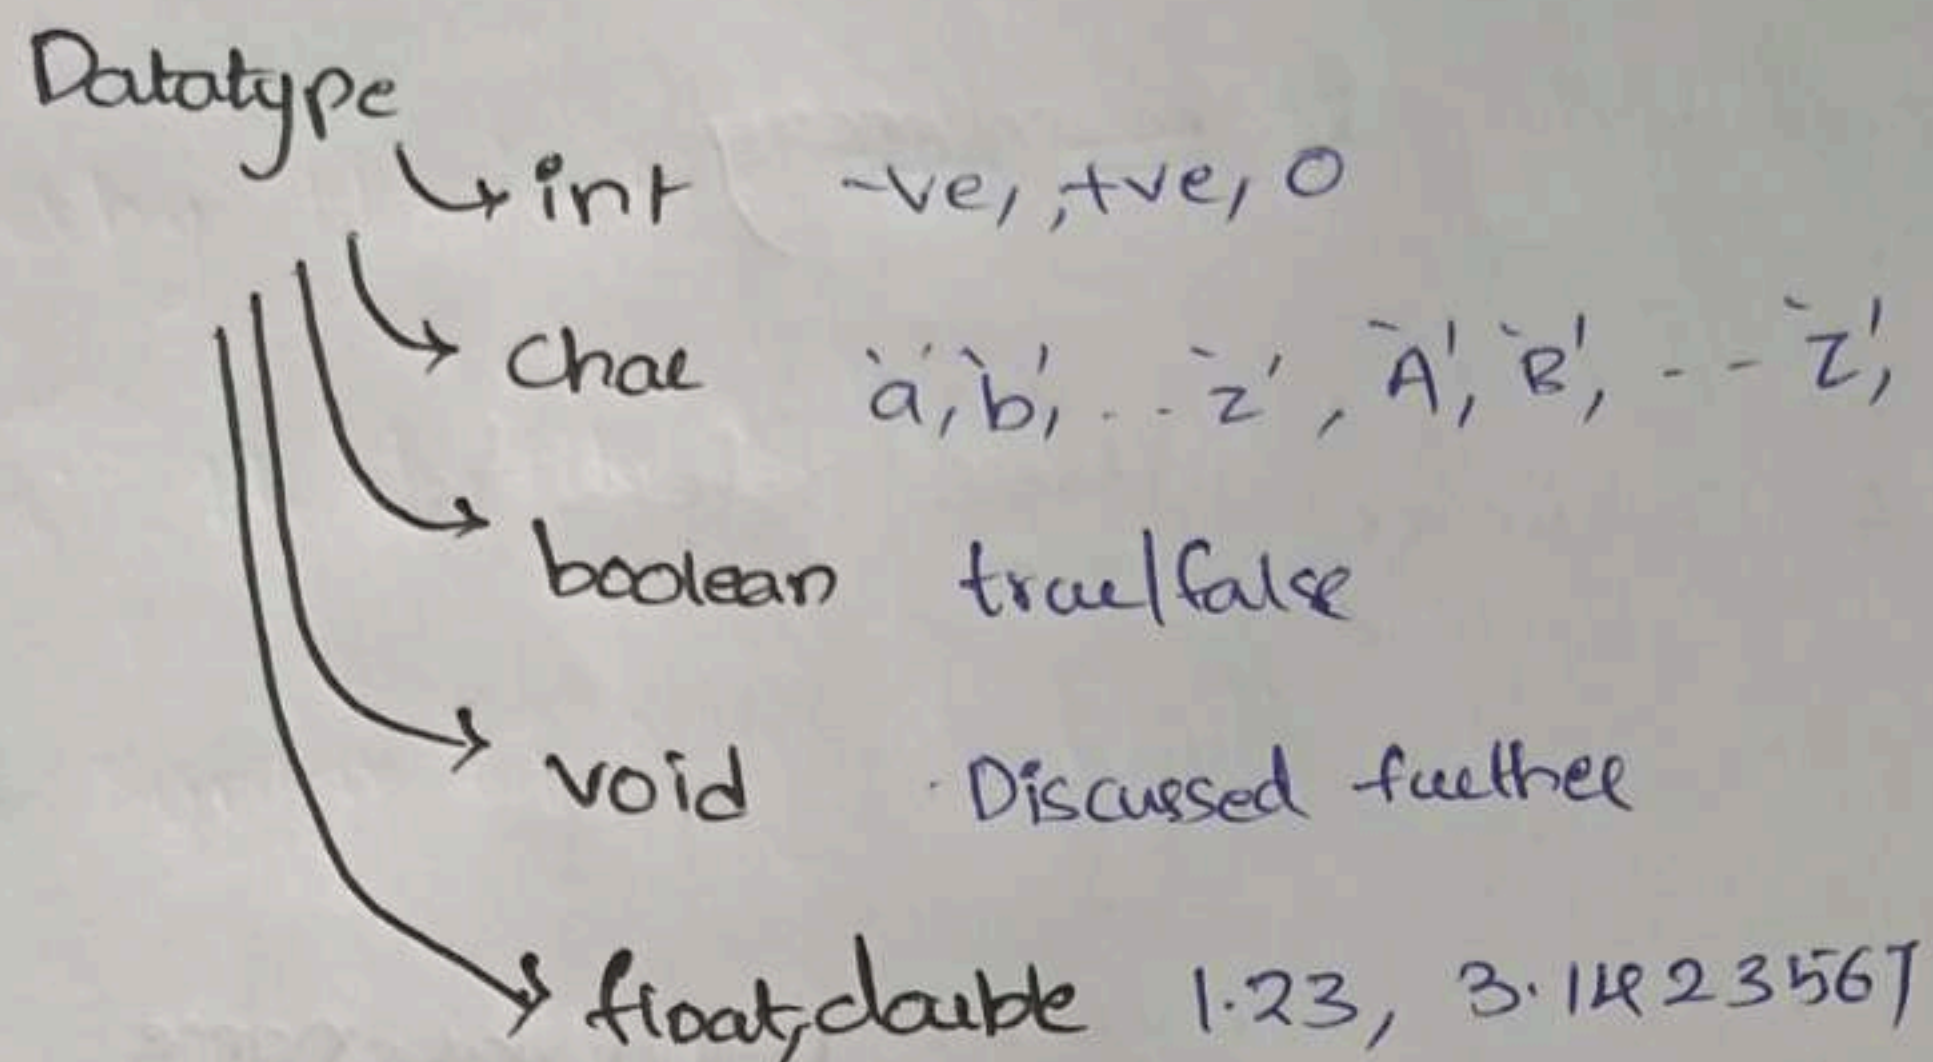 Datatype
int -ve, ,+ve, 0
char 'a','b', .. 'z', 'A', 'B', -- 'Z',
boolean true/false
void Discussed further
float, double 1.23, 3.1423567